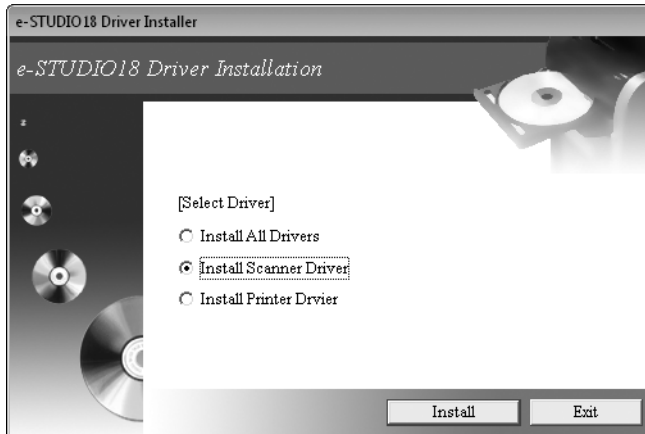 e-STUDIO18 Driver Installer
e-STUDIO18 Driver Installation
[Select Driver]
Install All Drivers
Install Scanner Driver
Install Printer Drvier
Install
Exit